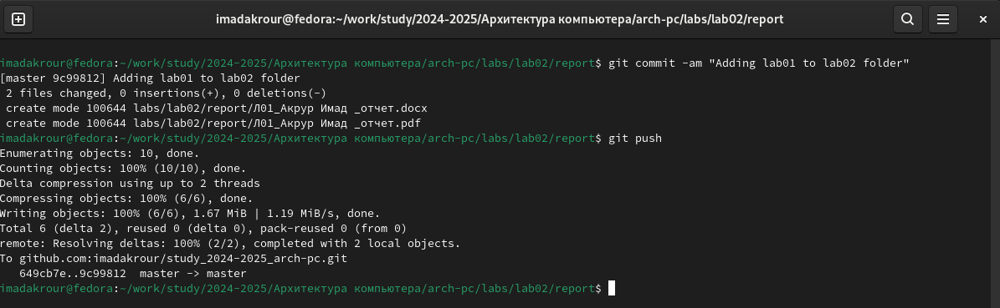 imadakrour@fedora:~/work/study/2024-2025/Архитектура компьютера/arch-pc/labs/lab02/report
imadakrour@fedora:~/work/study/2024-2025/Архитектура компьютера/arch-pc/labs/lab02/report$ git commit -am "Adding lab01 to lab02 folder"
[master 9c99812] Adding lab01 to lab02 folder
 2 files changed, 0 insertions(+), 0 deletions(-)
 create mode 100644 labs/lab02/report/Л01_Акрур Имад _отчет.docx
 create mode 100644 labs/lab02/report/Л01_Акрур Имад _отчет.pdf
imadakrour@fedora:~/work/study/2024-2025/Архитектура компьютера/arch-pc/labs/lab02/report$ git push
Enumerating objects: 10, done.
Counting objects: 100% (10/10), done.
Delta compression using up to 2 threads
Compressing objects: 100% (6/6), done.
Writing objects: 100% (6/6), 1.67 MiB | 1.19 MiB/s, done.
Total 6 (delta 2), reused 0 (delta 0), pack-reused 0 (from 0)
remote: Resolving deltas: 100% (2/2), completed with 2 local objects.
To github.com:imadakrour/study_2024-2025_arch-pc.git
   649cb7e..9c99812  master -> master
imadakrour@fedora:~/work/study/2024-2025/Архитектура компьютера/arch-pc/labs/lab02/report$